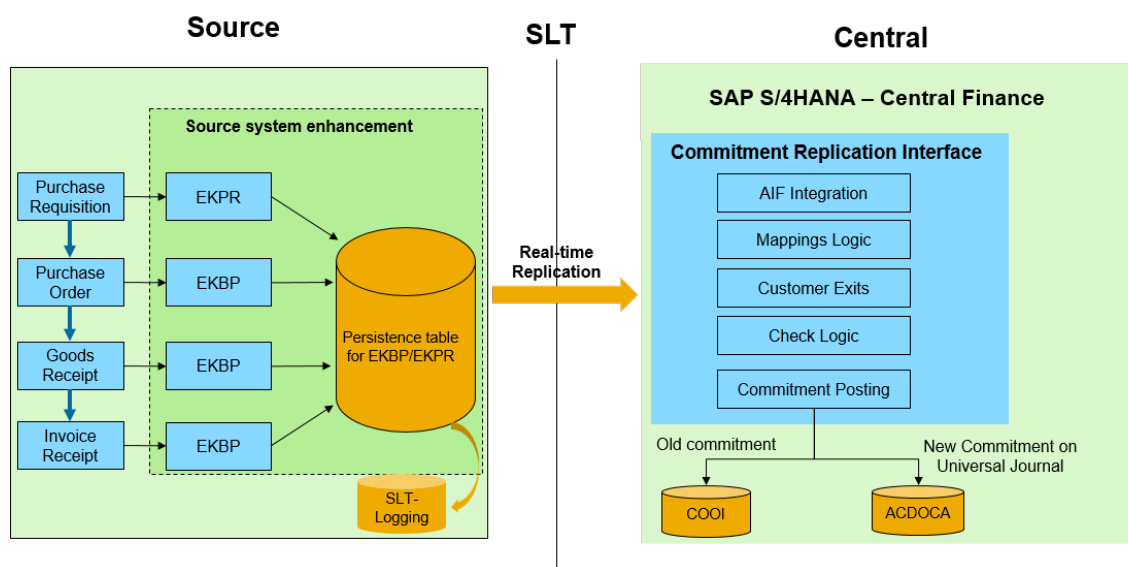 Source
SLT
Central
Source system enhancement
Purchase
Requisition
EKPR
Purchase
Order
EKBP
Goods
Receipt
EKBP
Invoice
Receipt
EKBP
Persistence table
for EKBP/EKPR
SLT-
Logging
Real-time
Replication
SAP S/4HANA – Central Finance
Commitment Replication Interface
AIF Integration
Mappings Logic
Customer Exits
Check Logic
Commitment Posting
Old commitment
New Commitment on
Universal Journal
COOI
ACDOCA